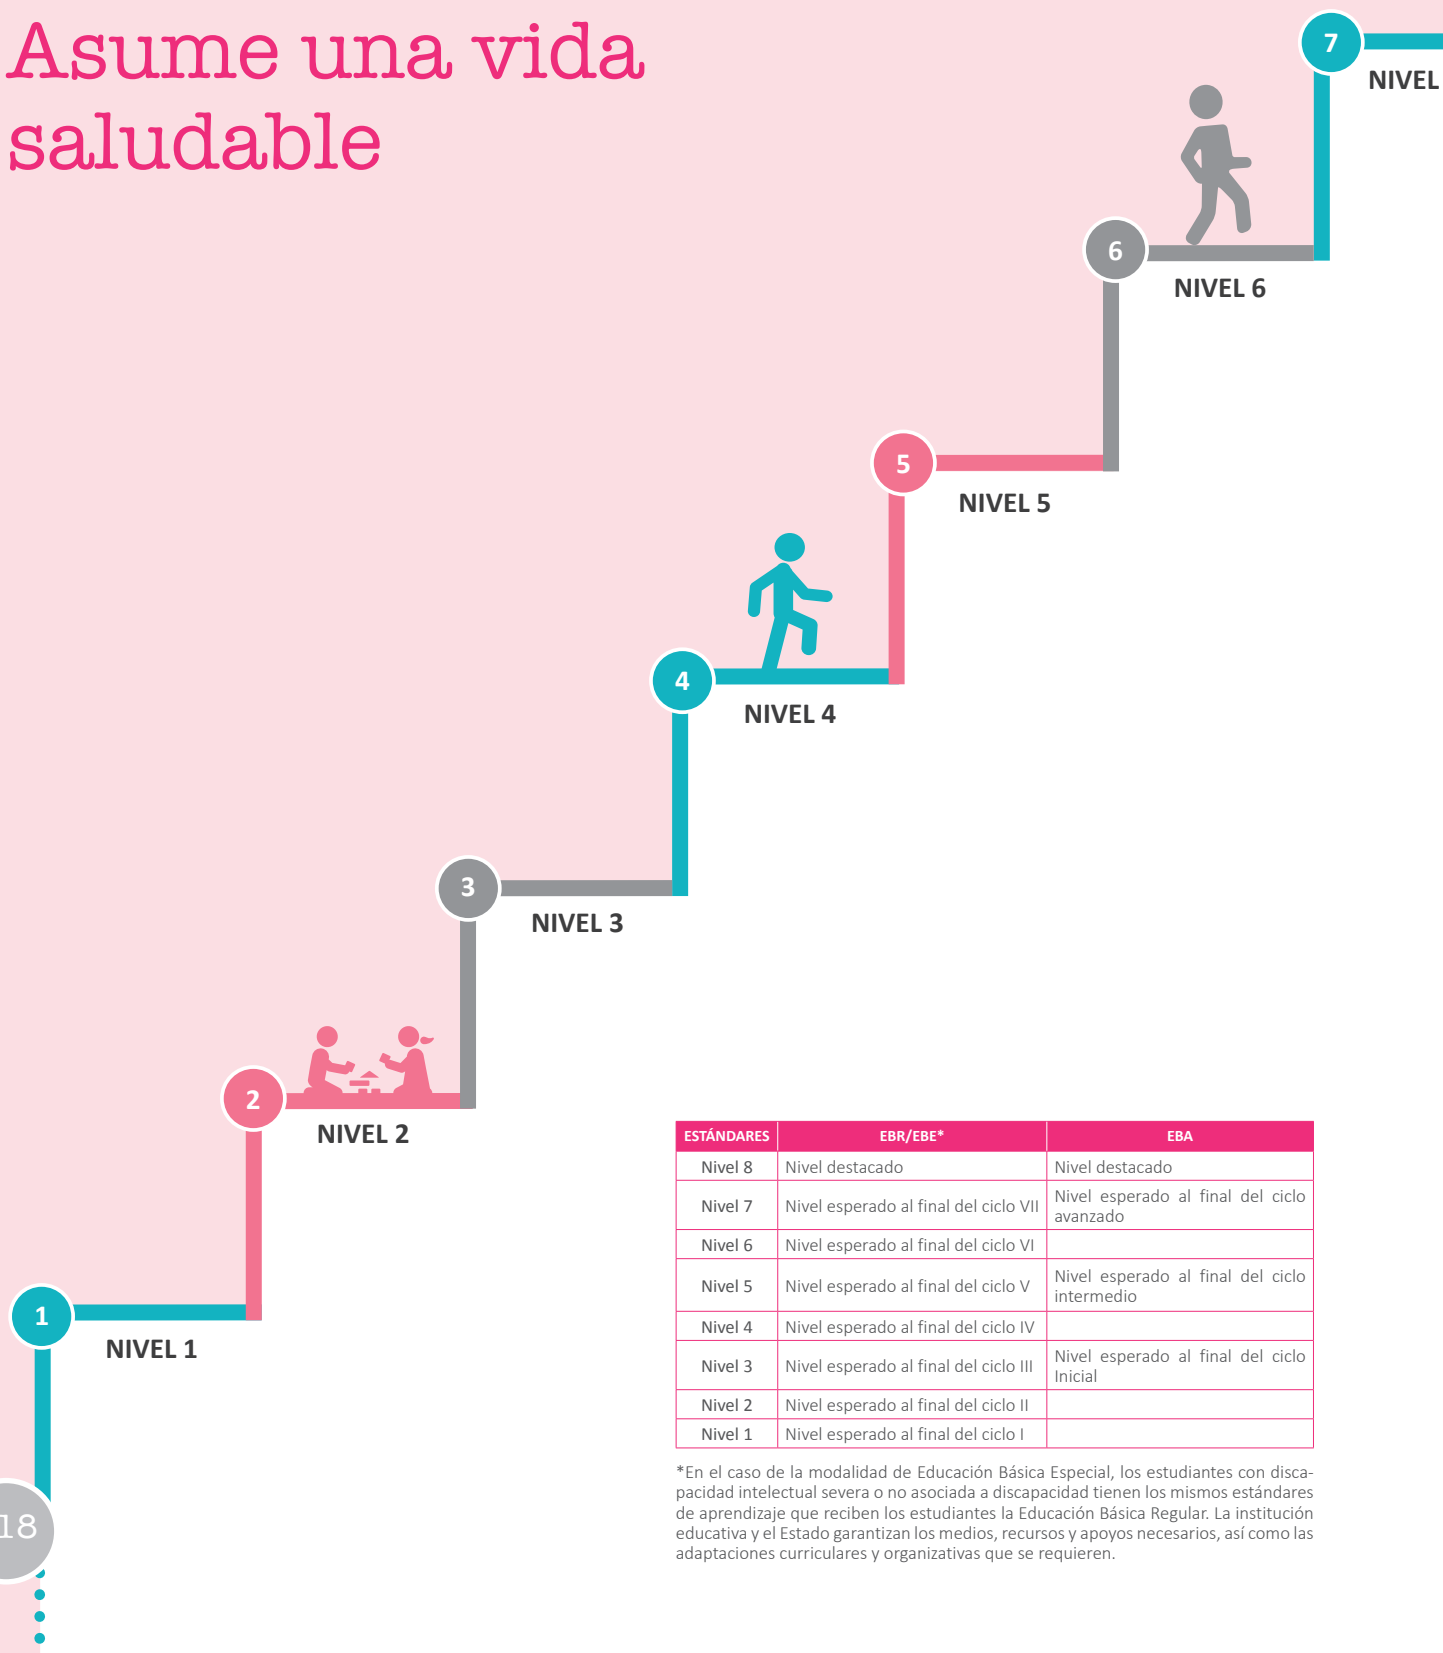 Asume una vida
saludable
7
NIVEL
6
NIVEL 6
5
NIVEL 5
4
NIVEL 4
3
NIVEL 3
2
NIVEL 2
1
NIVEL 1
ESTÁNDARES EBR/EBE* EBA
Nivel 8 Nivel destacado Nivel destacado
Nivel 7 Nivel esperado al final del ciclo VII Nivel esperado al final del ciclo
avanzado
Nivel 6 Nivel esperado al final del ciclo VI
Nivel 5 Nivel esperado al final del ciclo V Nivel esperado al final del ciclo
intermedio
Nivel 4 Nivel esperado al final del ciclo IV
Nivel 3 Nivel esperado al final del ciclo III Nivel esperado al final del ciclo
Inicial
Nivel 2 Nivel esperado al final del ciclo II
Nivel 1 Nivel esperado al final del ciclo I
*En el caso de la modalidad de Educación Básica Especial, los estudiantes con disca-
pacidad intelectual severa o no asociada a discapacidad tienen los mismos estándares
de aprendizaje que reciben los estudiantes la Educación Básica Regular. La institución
educativa y el Estado garantizan los medios, recursos y apoyos necesarios, así como las
adaptaciones curriculares y organizativas que se requieren.
18